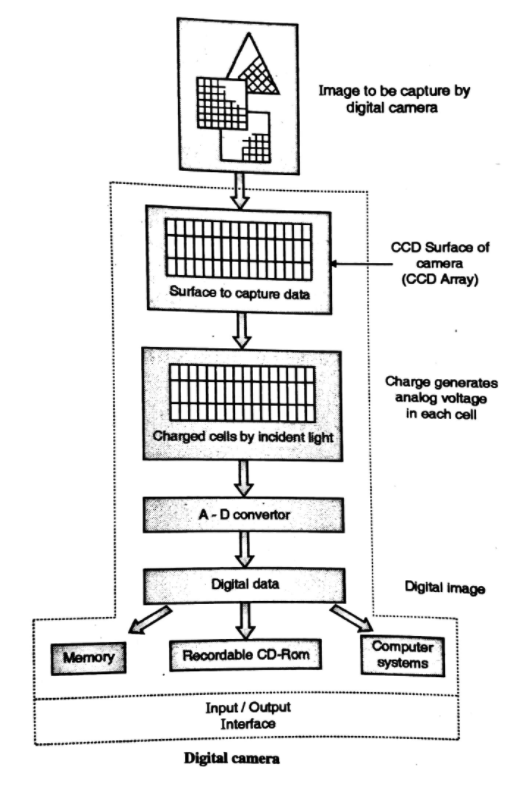 Image to be capture by
digital camera
CCD Surface of
camera
(CCD Array)
Surface to capture data
Charge generates
analog voltage
in each cell
Charged cells by incident light
A - D convertor
Digital data
Digital image
Memory
Recordable CD-Rom
Computer
systems
Input / Output
Interface
Digital camera